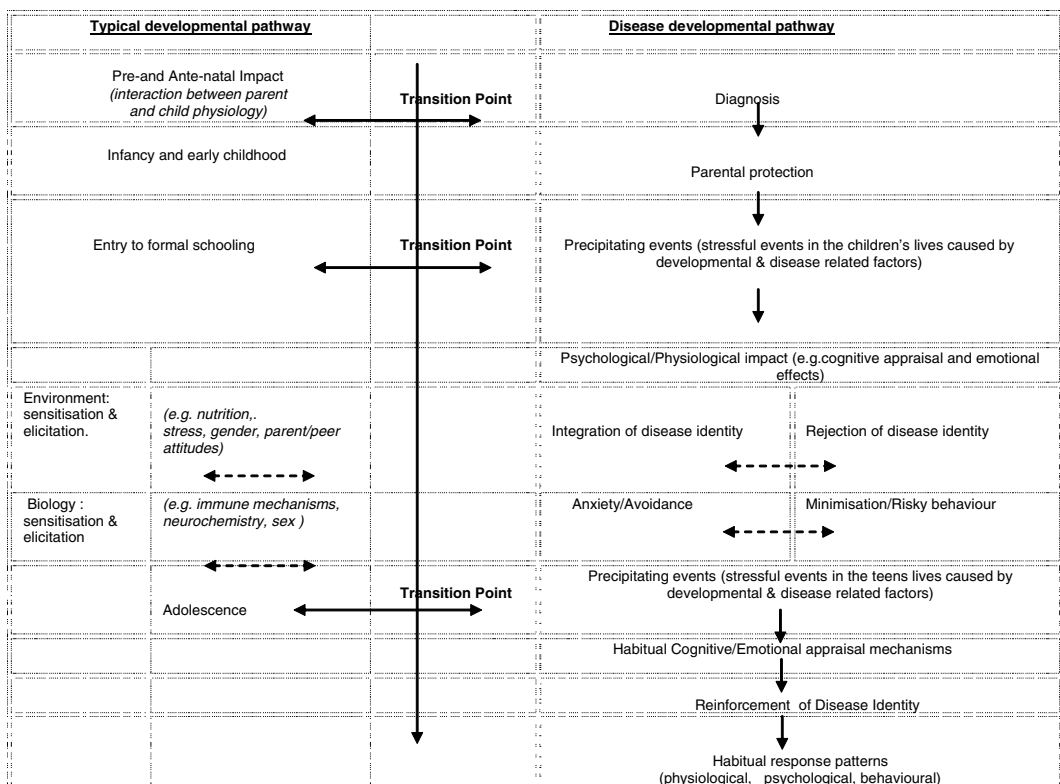 Typical developmental pathway
Disease developmental pathway
Pre-and Ante-natal Impact
(interaction between parent
and child physiology)
Transition Point
Diagnosis
Infancy and early childhood
Parental protection
Entry to formal schooling
Transition Point
Precipitating events (stressful events in the children's lives caused by
developmental & disease related factors)
Psychological/Physiological impact (e.g.cognitive appraisal and emotional
effects)
Environment:
sensitisation &
elicitation.
(e.g. nutrition,.
stress, gender, parent/peer
attitudes)
Integration of disease identity
Rejection of disease identity
Biology :
sensitisation &
elicitation
(e.g. immune mechanisms,
neurochemistry, sex )
Anxiety/Avoidance
Minimisation/Risky behaviour
Adolescence
Transition Point
Precipitating events (stressful events in the teens lives caused by
developmental & disease related factors)
Habitual Cognitive/Emotional appraisal mechanisms
Reinforcement of Disease Identity
Habitual response patterns
(physiological, psychological, behavioural)